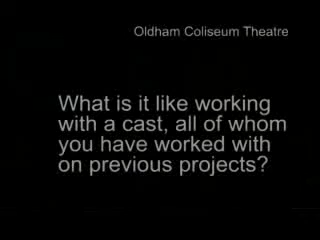 Oldham Coliseum Theatre
What is it like working
with a cast, all of whom
you have worked with
on previous projects?